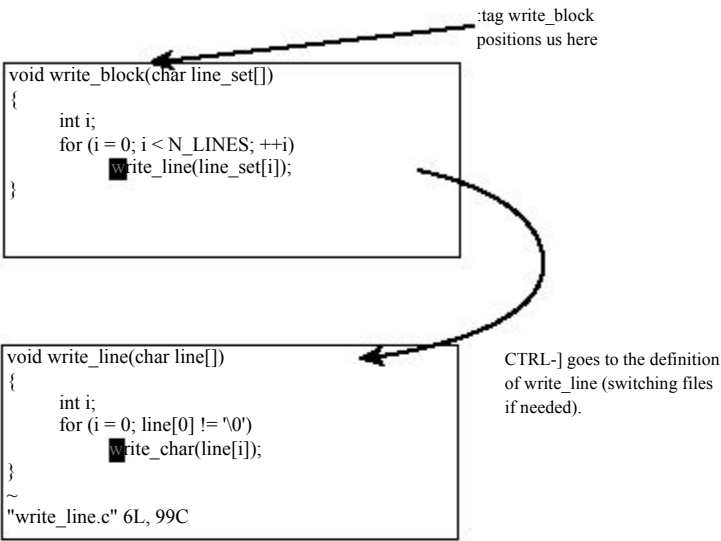 :tag write_block
positions us here
void write_block(char line_set[])
{
int i;
for (i = 0; i < N_LINES; ++i)
write_line(line_set[i]);
}
void write_line(char line[])
{
int i;
for (i = 0; line[0] != '\0')
write_char(line[i]);
}
~
"write_line.c" 6L, 99C
CTRL-] goes to the definition
of write_line (switching files
if needed).